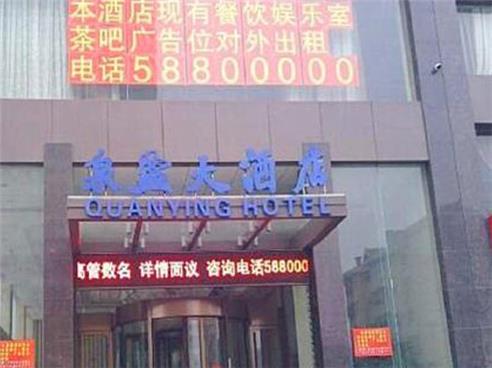 本酒店现有餐饮娱乐室
茶吧广告位对外出租
电话58800000
泉盈大酒店
QUANYING HOTEL
高管数名 详情面议 咨询电话588000